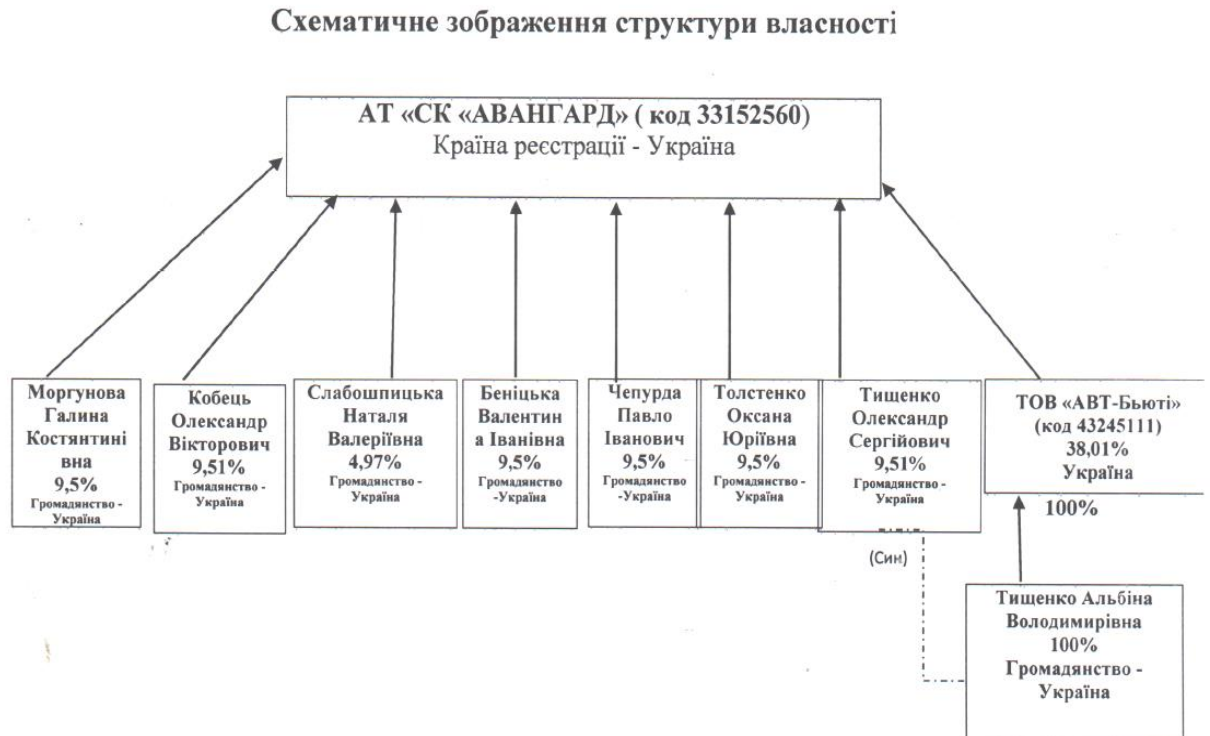 Схематичне зображення структури власності
АТ «СК «АВАНГАРД» ( код 33152560)
Країна реєстрації - Україна
Моргунова
Галина
Костянтині
вна
9,5%
Громадянство -
Україна
Кобець
Олександр
Вікторович
9,51%
Громадянство -
Україна
Слабошпицька
Наталя
Валеріївна
4,97%
Громадянство -
Україна
Беніцька
Валентин
а Іванівна
9,5%
Громадянство
-Україна
Чепурда
Павло
Іванович
9,5%
Громадянство
-Україна
Толстенко
Оксана
Юріївна
9,5%
Громадянство -
Україна
Тищенко
Олександр
Сергійович
9,51%
Громадянство -
Україна
ТОВ «АВТ-Бьюті»
(код 43245111)
38,01%
Україна
100%
(Син)
Тищенко Альбіна
Володимирівна
100%
Громадянство -
Україна